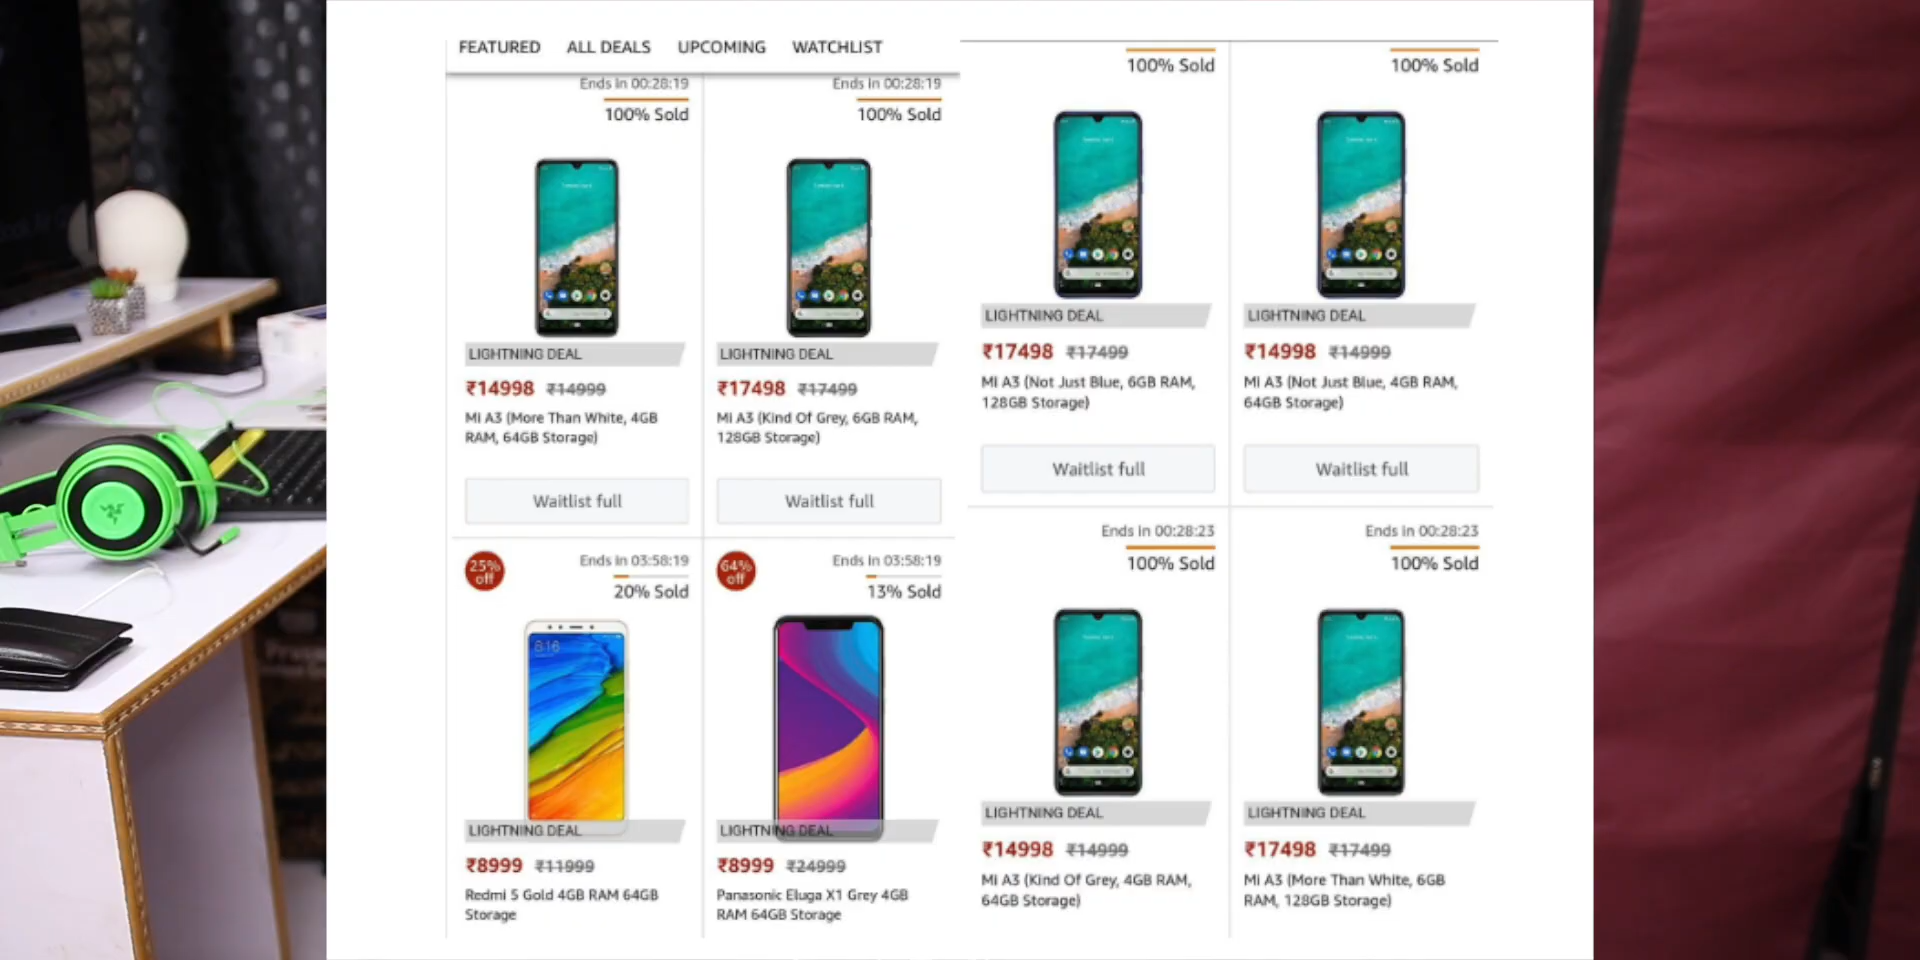 FEATURED ALL DEALS UPCOMING WATCHLIST
Ends in 00:28:19
100% Sold
LIGHTNING DEAL
₹14998 ₹14999
MI A3 (More Than White, 4GB
RAM, 64GB Storage)
Waitlist full
Ends in 00:28:19
100% Sold
LIGHTNING DEAL
₹17498 ₹17499
MI A3 (Kind Of Grey, 6GB RAM,
128GB Storage)
Waitlist full
25%
off
Ends in 03:58:19
20% Sold
8:16
LIGHTNING DEAL
₹8999 ₹11999
Redmi 5 Gold 4GB RAM 64GB
Storage
64%
off
Ends in 03:58:19
13% Sold
LIGHTNING DEAL
₹8999 ₹24999
Panasonic Eluga X1 Grey 4GB
RAM 64GB Storage
100% Sold
LIGHTNING DEAL
₹17498 ₹17499
MI A3 (Not Just Blue, 6GB RAM,
128GB Storage)
Waitlist full
100% Sold
LIGHTNING DEAL
₹14998 ₹14999
MI A3 (Not Just Blue, 4GB RAM,
64GB Storage)
Waitlist full
Ends in 00:28:23
100% Sold
LIGHTNING DEAL
₹14998 ₹14999
MI A3 (Kind Of Grey, 4GB RAM,
64GB Storage)
Ends in 00:28:23
100% Sold
LIGHTNING DEAL
₹17498 ₹17499
MI A3 (More Than White, 6GB
RAM, 128GB Storage)